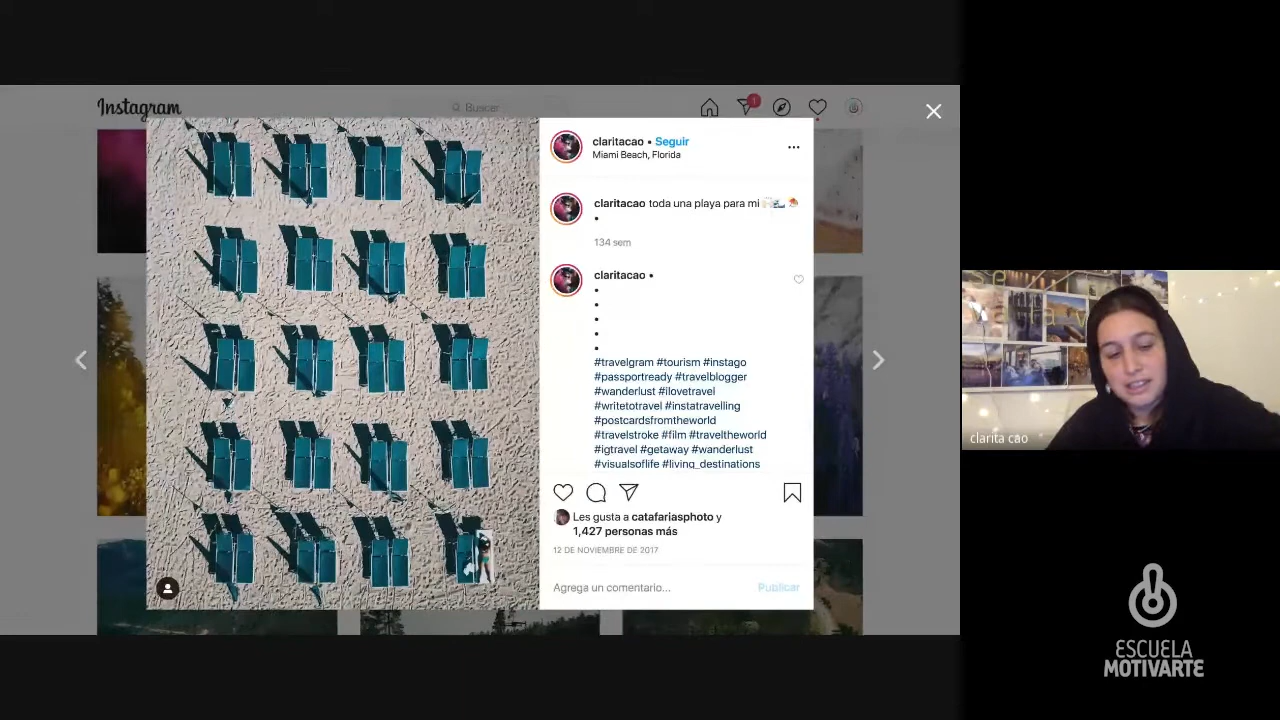 Instagram
Buscar
1
claritacao • Seguir
Miami Beach, Florida
claritacao toda una playa para mi
•
134 sem
claritacao •
•
•
•
•
•
#travelgram #tourism #instago
#passportready #travelblogger
#wanderlust #ilovetravel
#writetotravel #instatravelling
#postcardsfromtheworld
#travelstroke #film #traveltheworld
#igtravel #getaway #wanderlust
#visualsoflife #living_destinations
Les gusta a catafariasphoto y
1,427 personas más
12 DE NOVIEMBRE DE 2017
Agrega un comentario...
Publicar
clarita cao
ESCUELA
MOTIVARTE